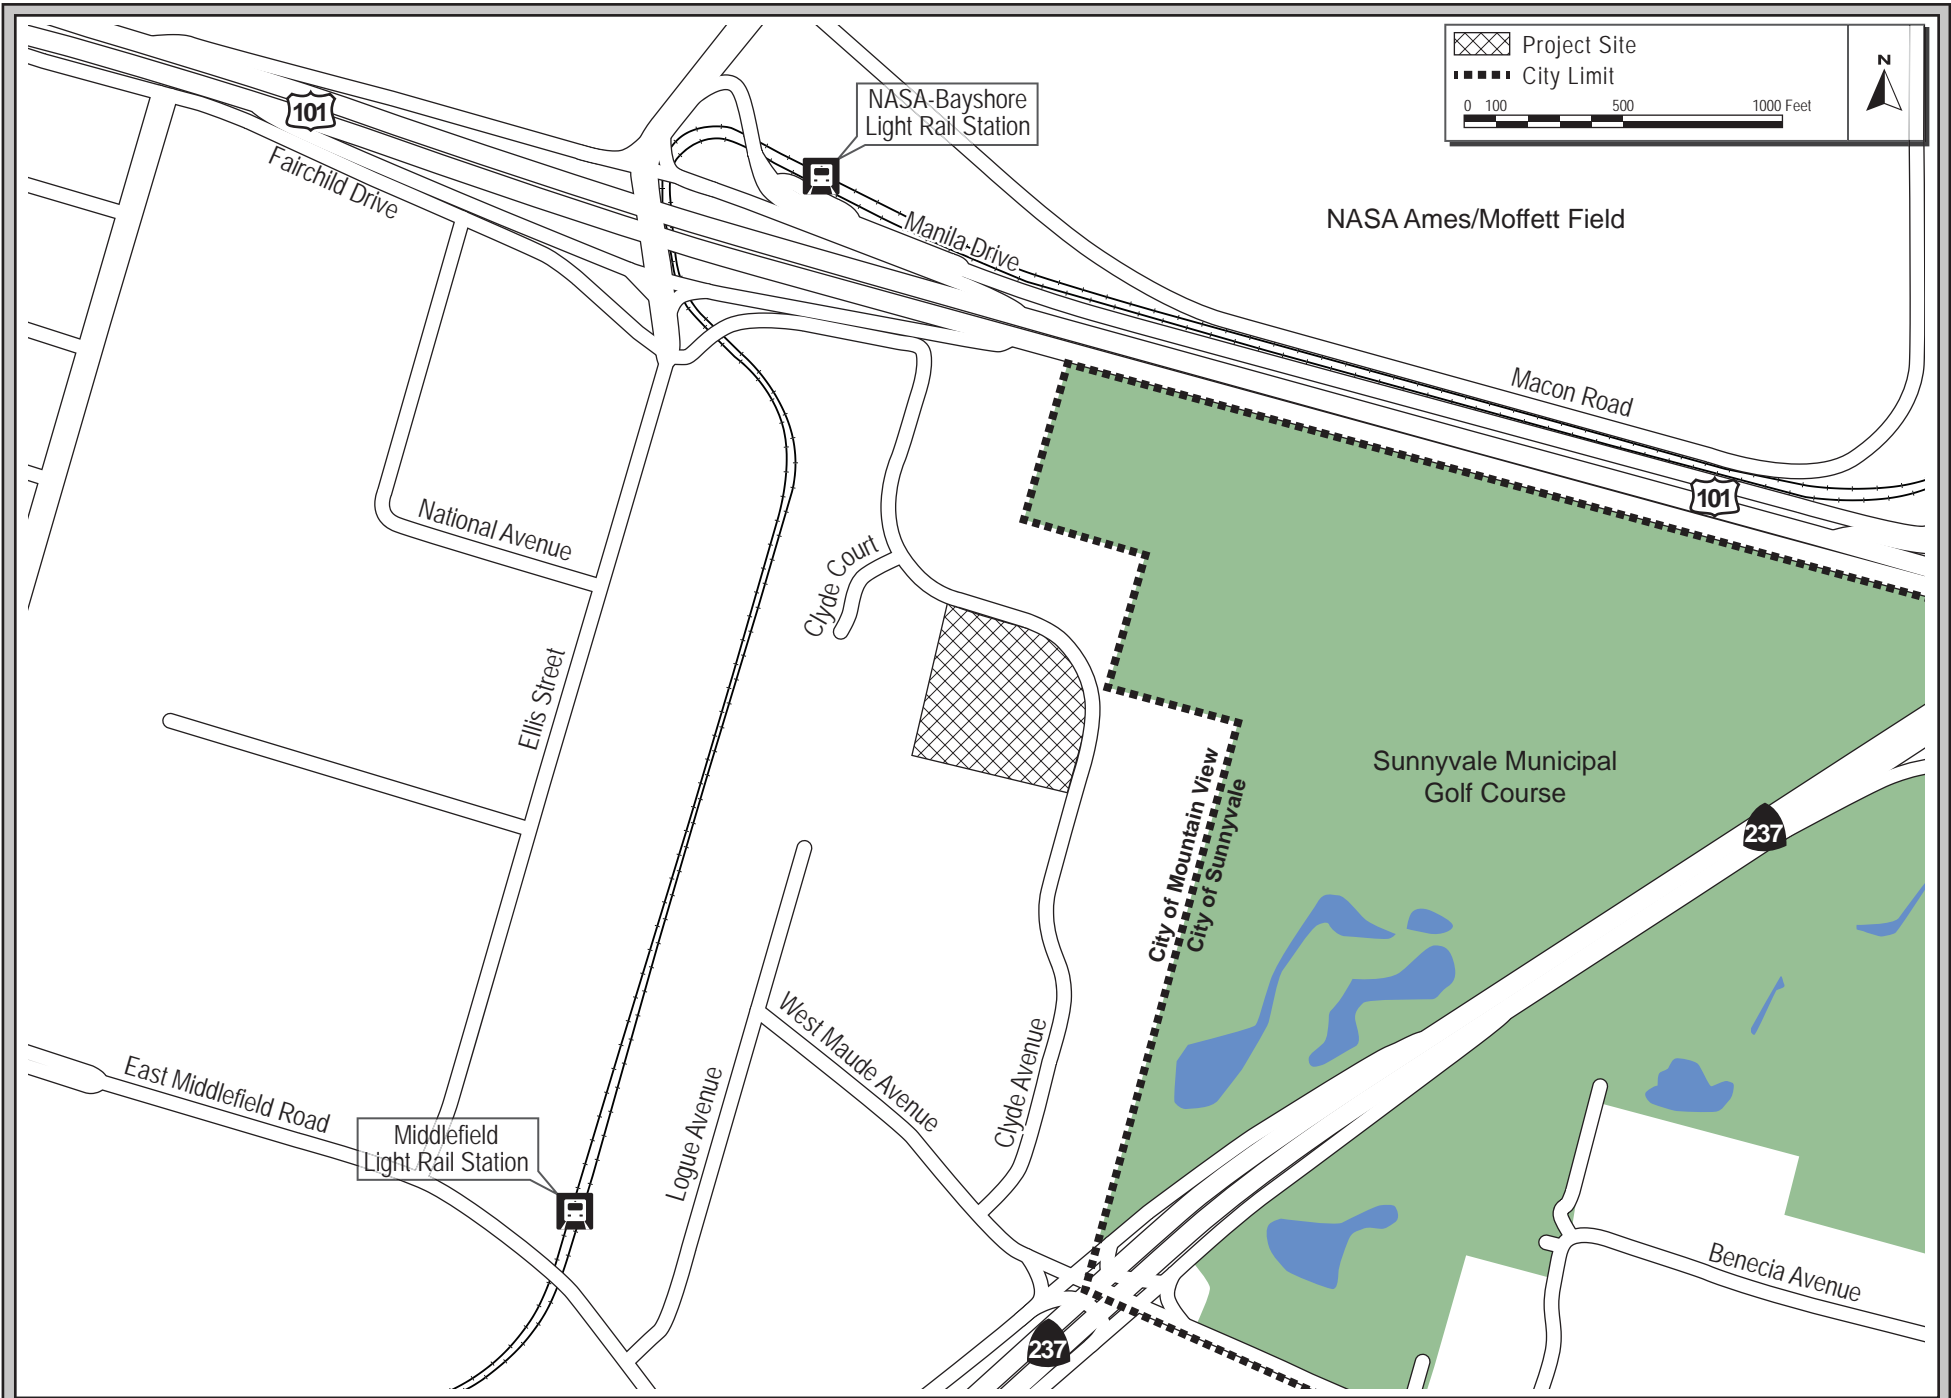 Project Site
City Limit
0 100 500 1000 Feet
N
101
NASA-Bayshore
Light Rail Station
Fairchild Drive
Manila Drive
NASA Ames/Moffett Field
Macon Road
101
National Avenue
Clyde Court
Ellis Street
Sunnyvale Municipal
Golf Course
City of Mountain View
City of Sunnyvale
237
West Maude Avenue
Clyde Avenue
East Middlefield Road
Logue Avenue
Middlefield
Light Rail Station
Benecia Avenue
237